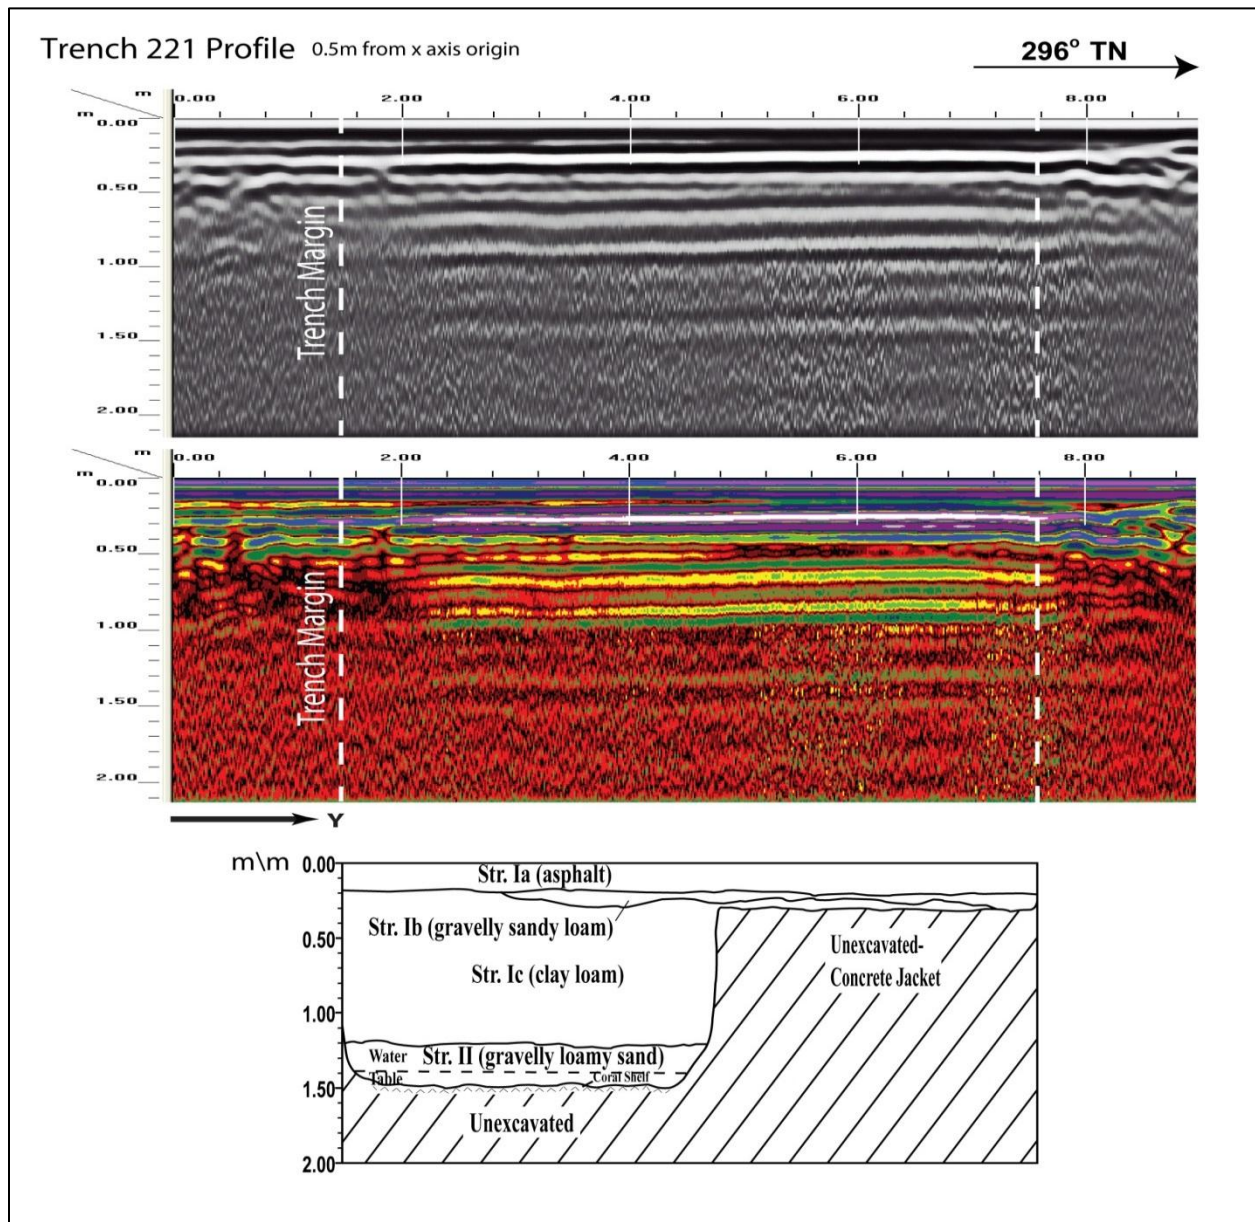 Trench 221 Profile 0.5m from x axis origin
296° TN
m 0.00 2.00 4.00 6.00 8.00
m 0.00
0.50
1.00
1.50
2.00
Trench Margin
m 0.00 2.00 4.00 6.00 8.00
m 0.00
0.50
1.00
1.50
2.00
Trench Margin
Y
m\m 0.00
0.50
1.00
1.50
2.00
Str. Ia (asphalt)
Str. Ib (gravelly sandy loam)
Str. Ic (clay loam)
Unexcavated-
Concrete Jacket
Water
Table
Str. II (gravelly loamy sand)
Coral Shelf
Unexcavated